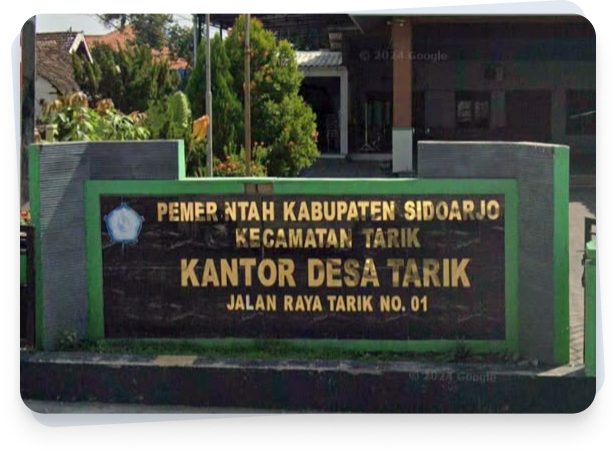 © 2024 Google
PEMER NTAH KABUPATEN SIDOARJO
KECAMATAN TARIK
KANTOR DESA TARIK
JALAN RAYA TARIK NO. 01
© 2024 Google